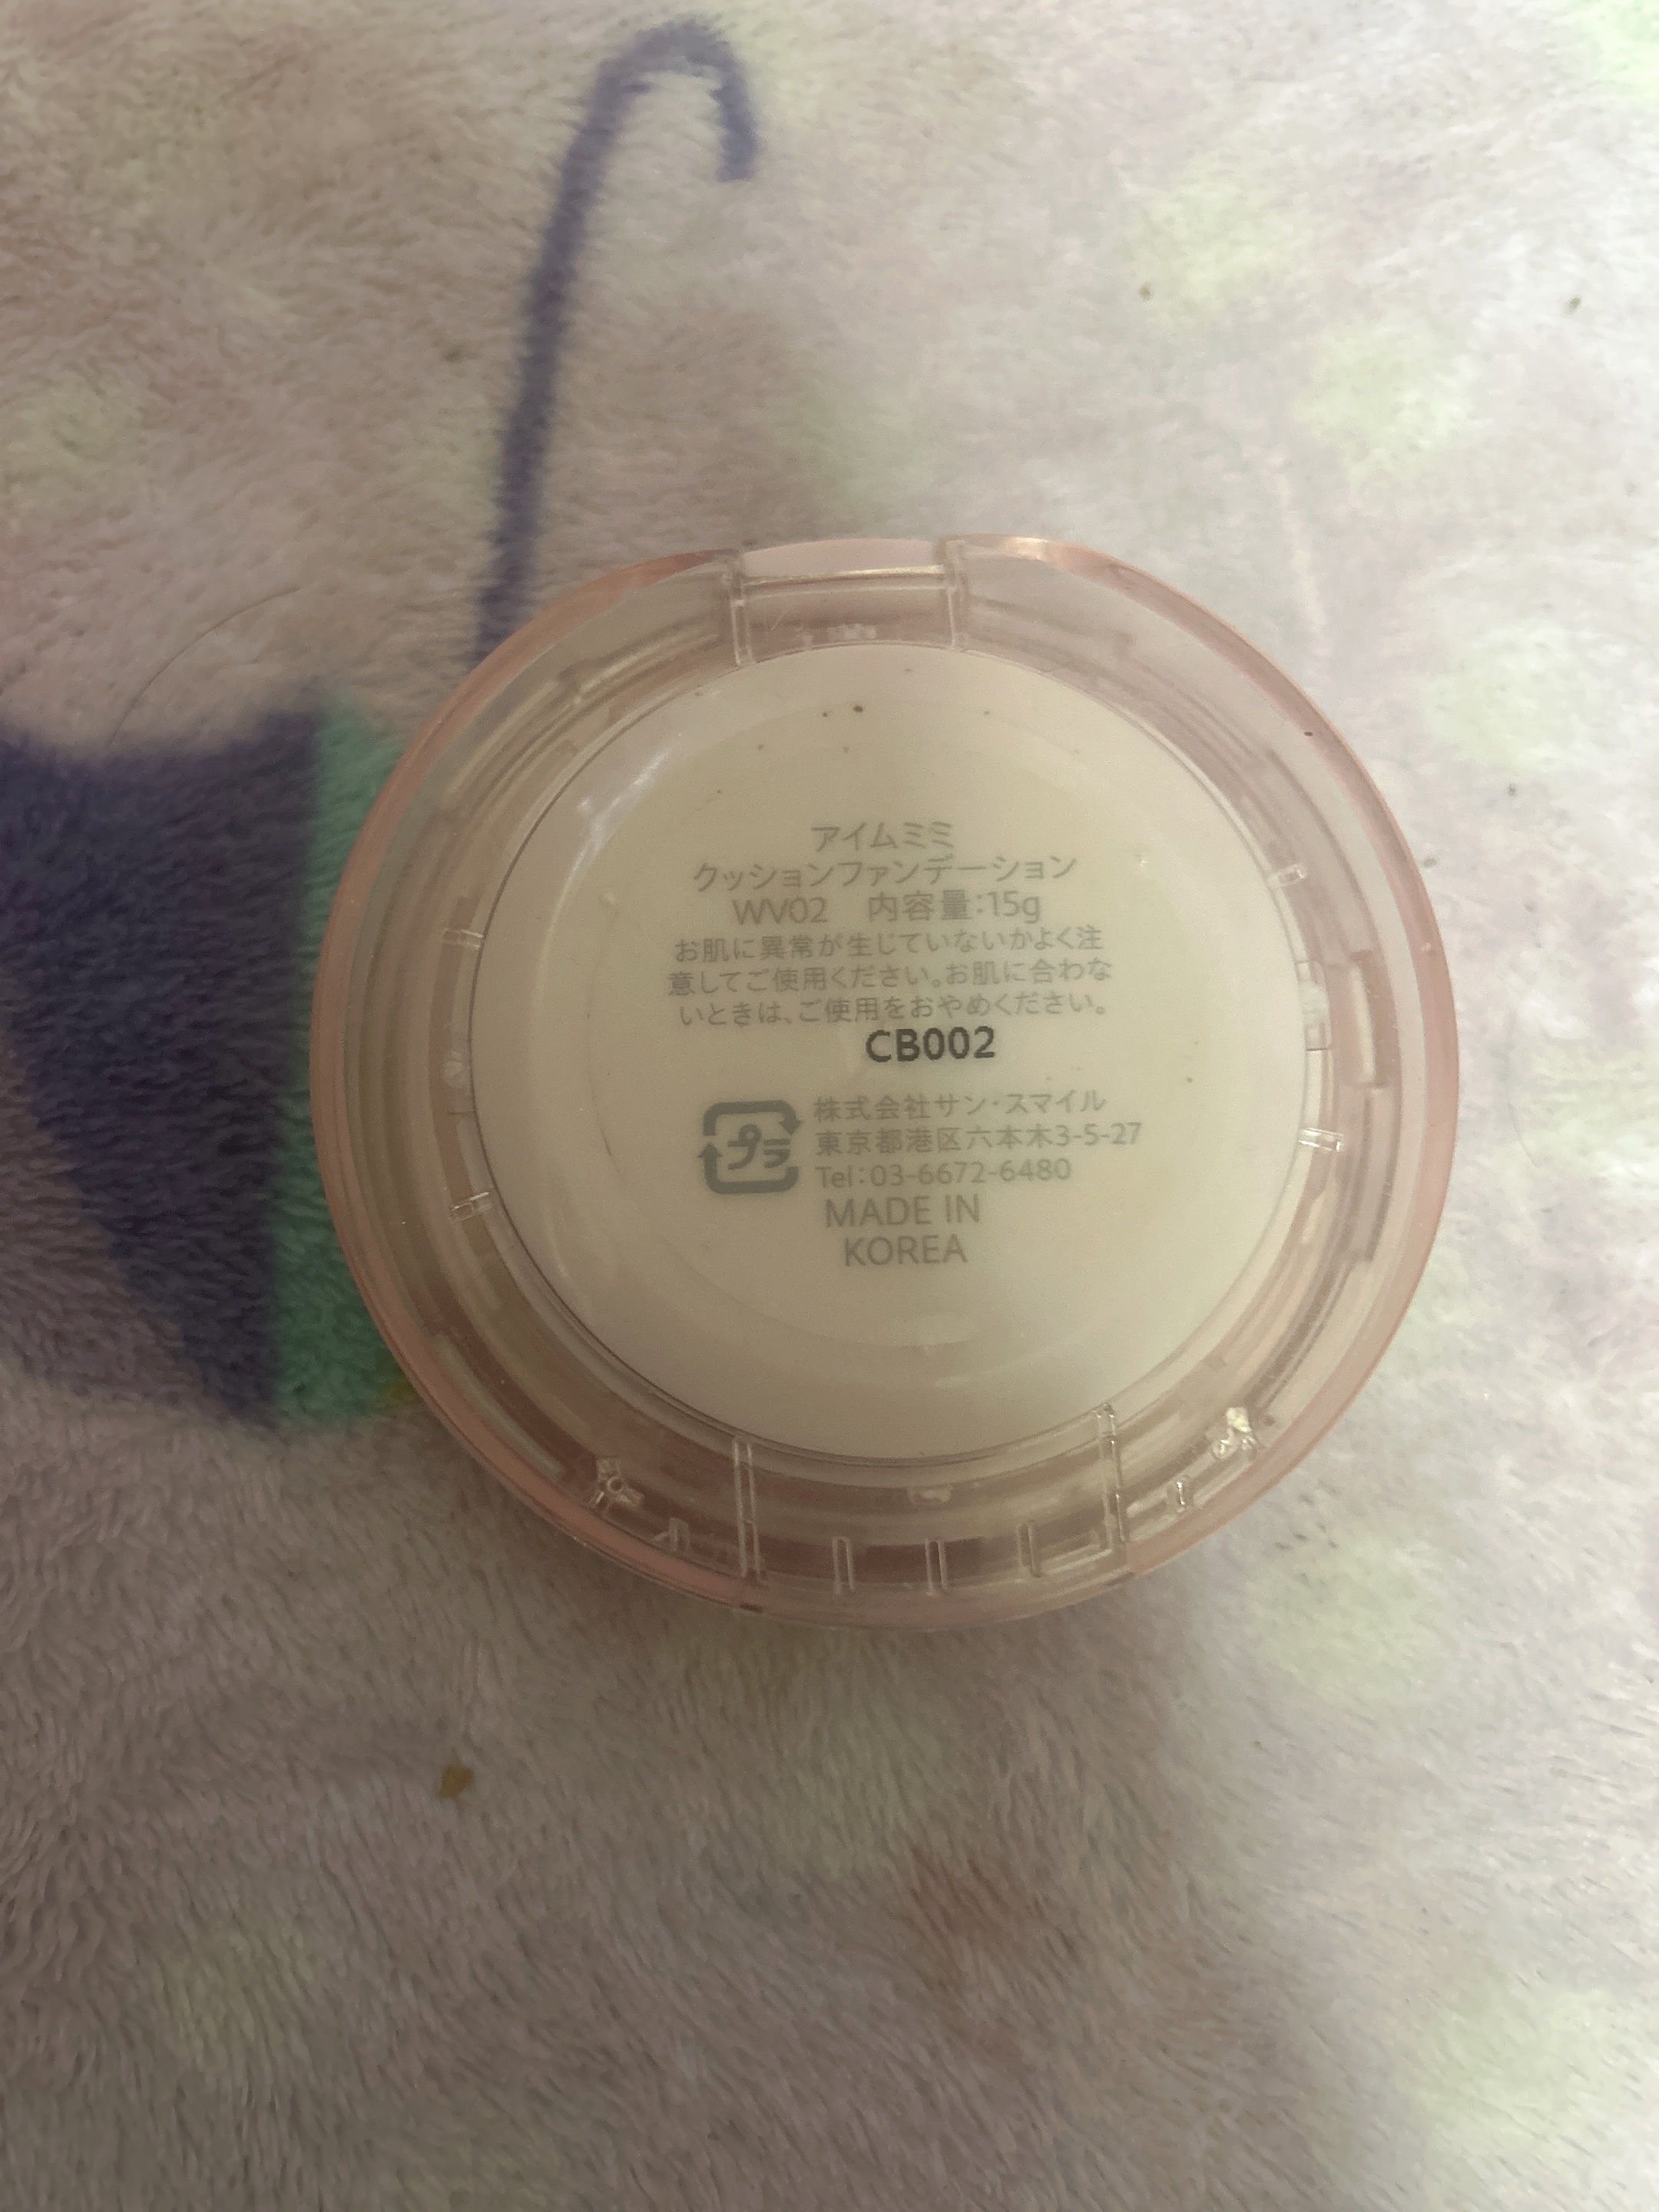 アイムミミ
クッションファンデーション
WV02　内容量：15g
お肌に異常が生じていないかよく注
意してご使用ください。お肌に合わな
いときは、ご使用をおやめください。
CB002
プラ
株式会社サン・スマイル
東京都港区六本木3-5-27
Tel：03-6672-6480
MADE IN
KOREA